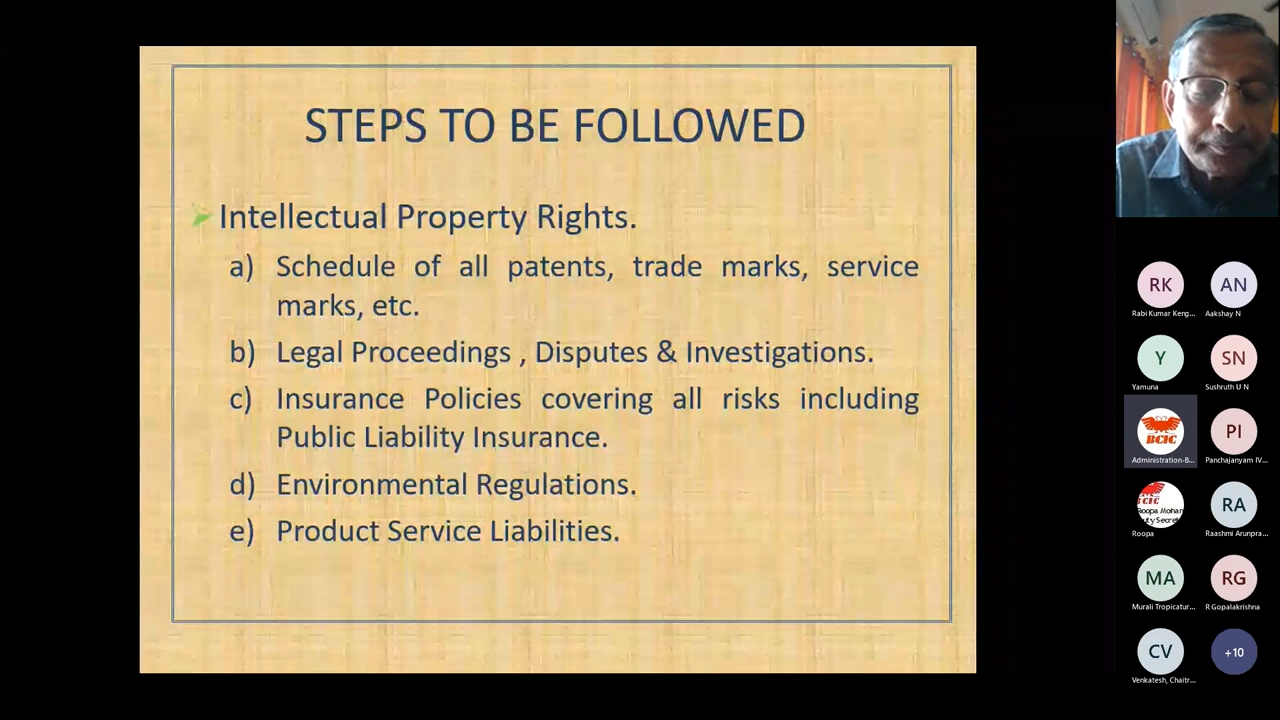 STEPS TO BE FOLLOWED
Intellectual Property Rights.
a) Schedule of all patents, trade marks, service
marks, etc.
b) Legal Proceedings , Disputes & Investigations.
c) Insurance Policies covering all risks including
Public Liability Insurance.
d) Environmental Regulations.
e) Product Service Liabilities.
RK AN
Rabi Kumar Keng... Aakshay N
Y SN
Yamuna Sushruth U N
BCIC PI
Administration-B... Panchajanyam IV...
Roopa Mohan RA
Roopa Raashmi Arunpra...
MA RG
Murali Tropicatur... R Gopalakrishna
CV +10
Venkatesh, Chaitr...